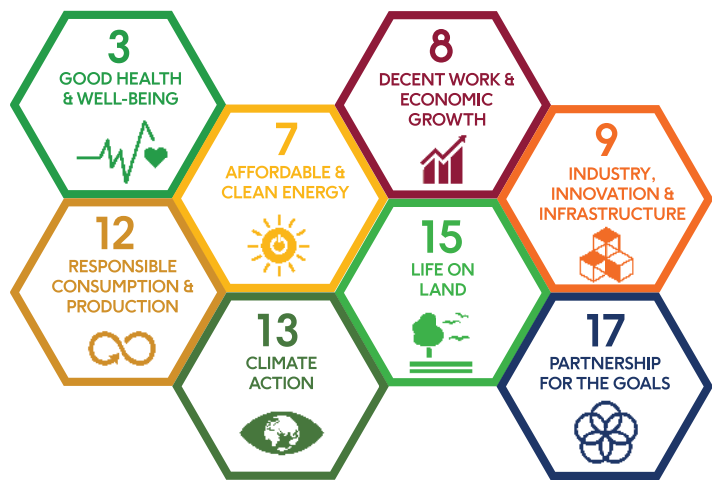 3
GOOD HEALTH
& WELL-BEING
8
DECENT WORK &
ECONOMIC
GROWTH
7
AFFORDABLE &
CLEAN ENERGY
9
INDUSTRY,
INNOVATION &
INFRASTRUCTURE
12
RESPONSIBLE
CONSUMPTION &
PRODUCTION
15
LIFE ON
LAND
13
CLIMATE
ACTION
17
PARTNERSHIP
FOR THE GOALS